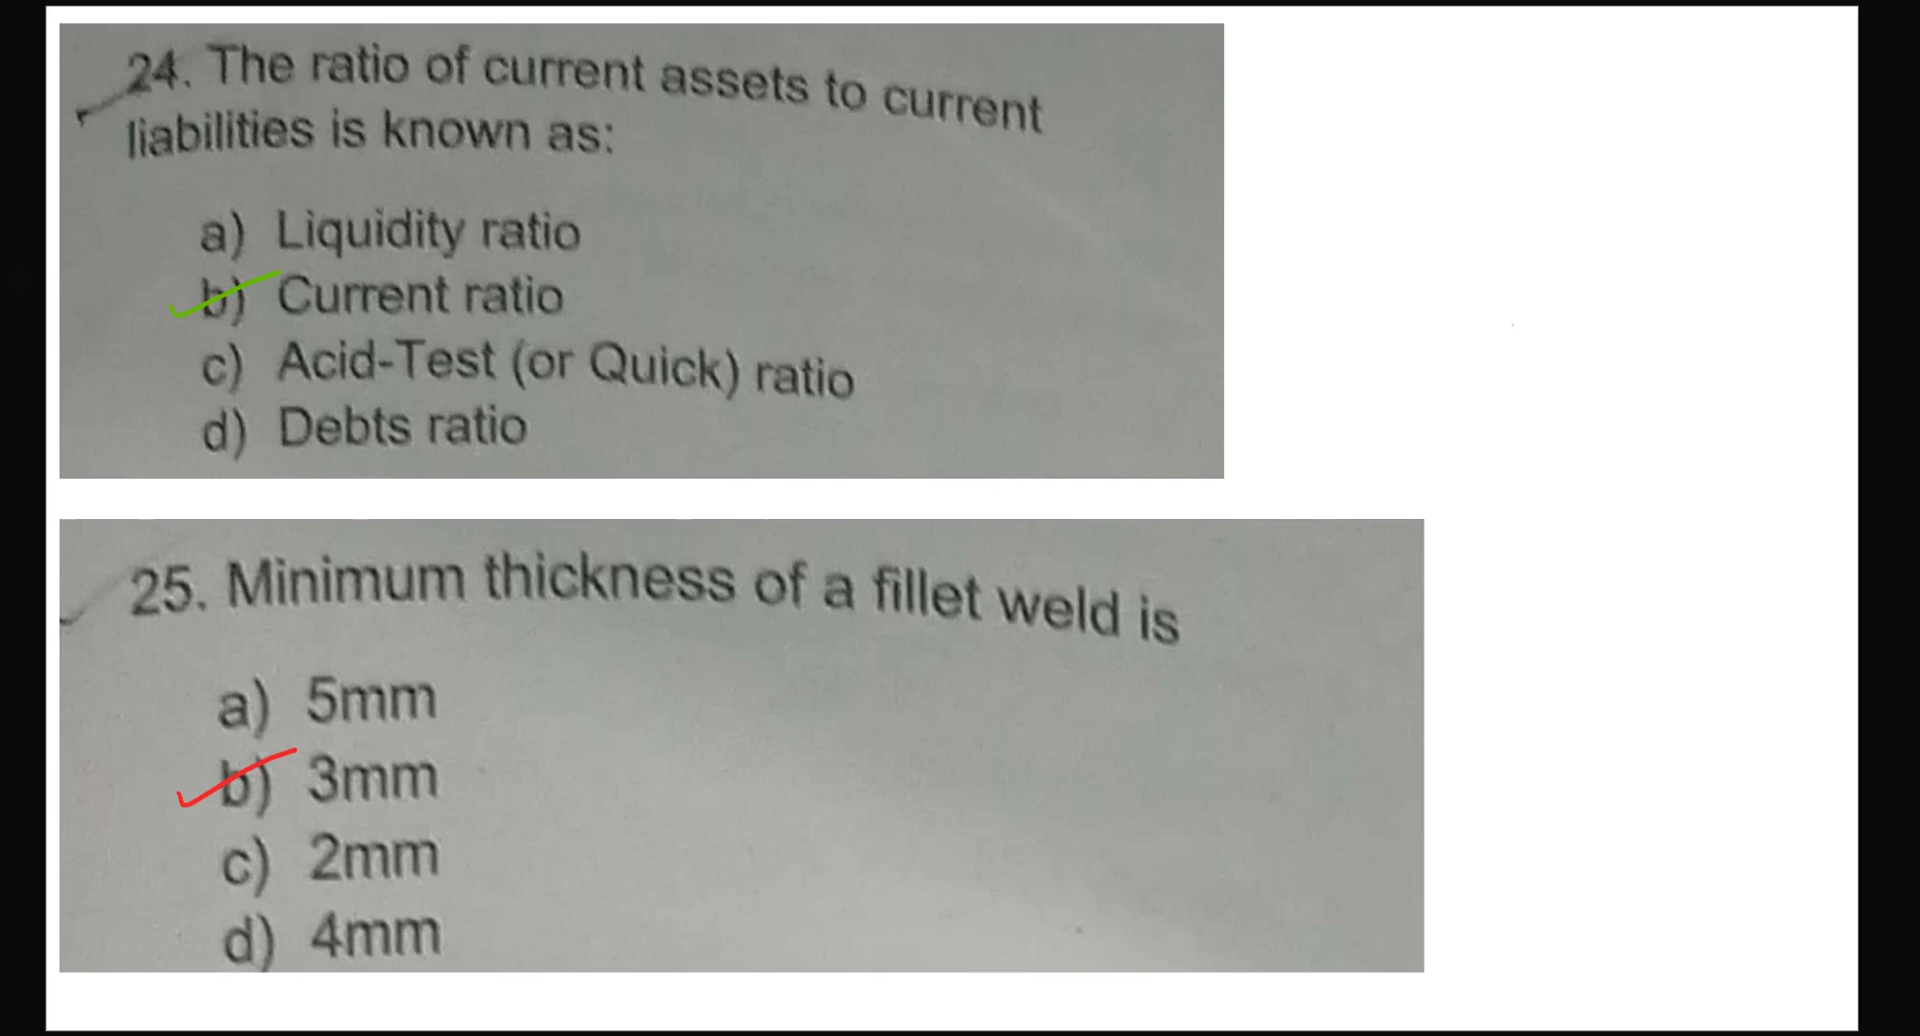 24. The ratio of current assets to current
liabilities is known as:
a) Liquidity ratio
b) Current ratio
c) Acid-Test (or Quick) ratio
d) Debts ratio
25. Minimum thickness of a fillet weld is
a) 5mm
b) 3mm
c) 2mm
d) 4mm